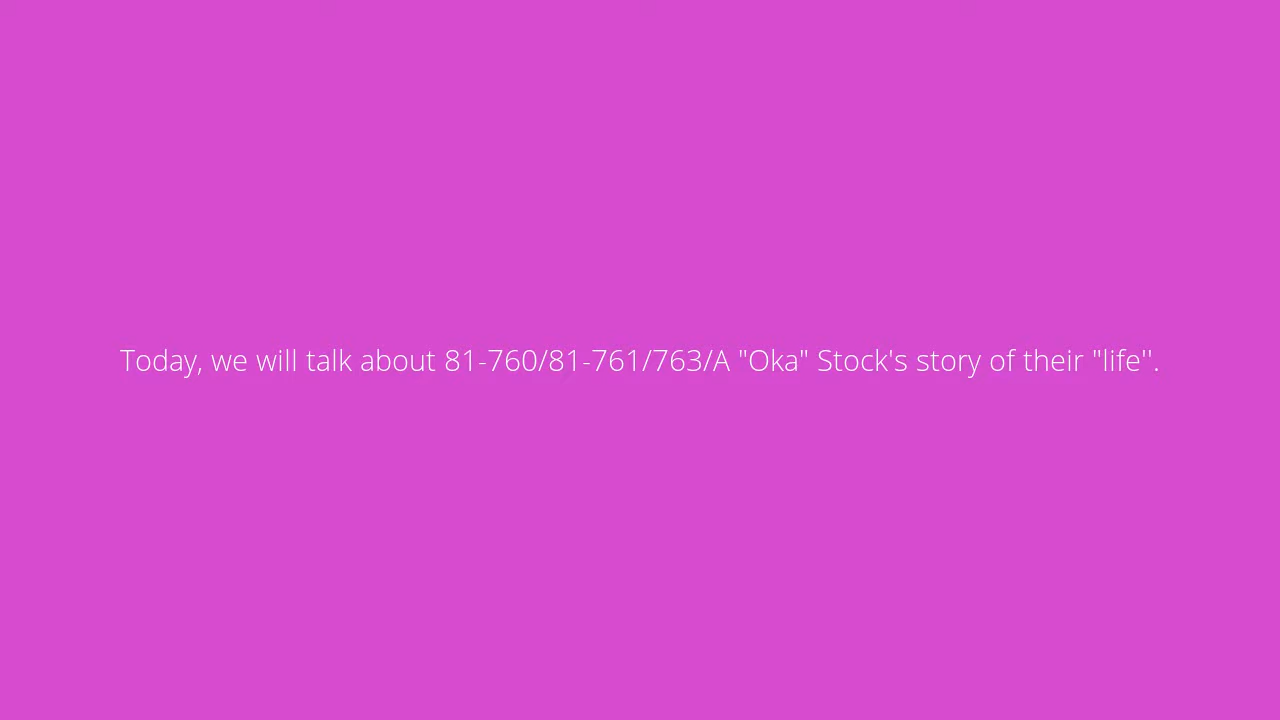 Today, we will talk about 81-760/81-761/763/A "Oka" Stock's story of their "life''.